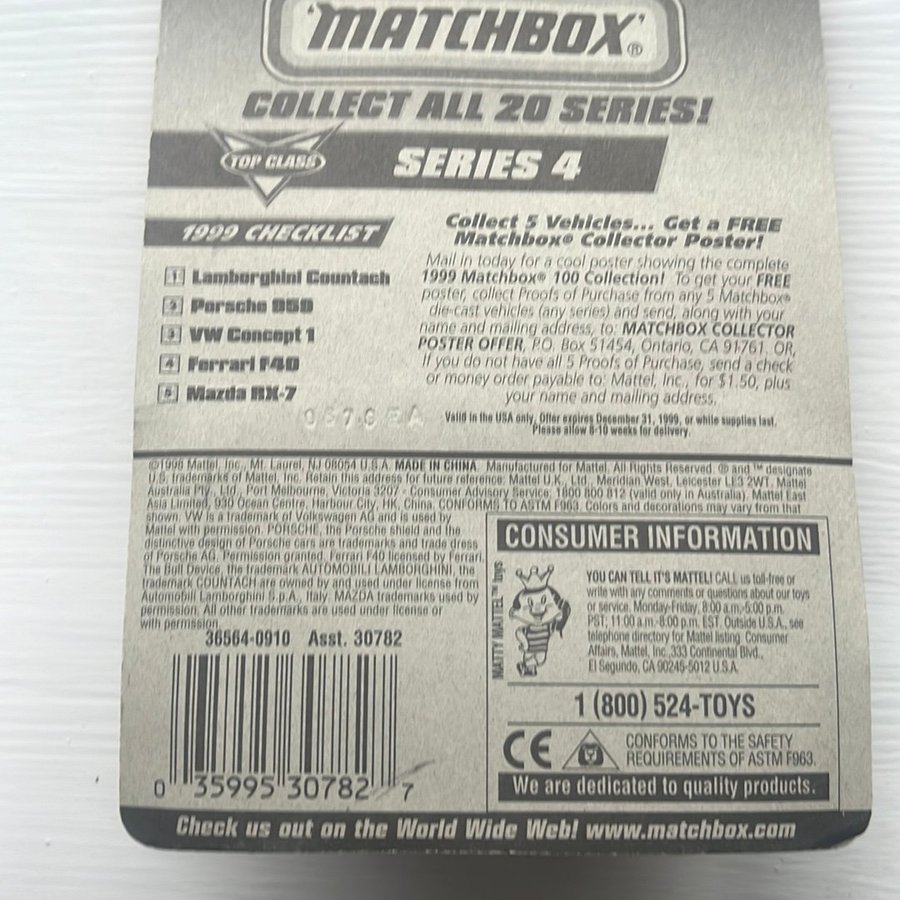 MATCHBOX®
COLLECT ALL 20 SERIES!
TOP CLASS
SERIES 4
1999 CHECKLIST
1 Lamborghini Countach
2 Porsche 959
3 VW Concept 1
4 Ferrari F40
5 Mazda RX-7
Collect 5 Vehicles... Get a FREE
Matchbox® Collector Poster!
Mail in today for a cool poster showing the complete
1999 Matchbox® 100 Collection! To get your FREE
poster, collect Proofs of Purchase from any 5 Matchbox®
die-cast vehicles (any series) and send, along with your
name and mailing address, to: MATCHBOX COLLECTOR
POSTER OFFER, P.O. Box 51454, Ontario, CA 91761. OR,
If you do not have all 5 Proofs of Purchase, send a check
or money order payable to: Mattel, Inc., for $1.50, plus
your name and mailing address.
Valid in the USA only, Offer expires December 31, 1999, or while supplies last.
Please allow 8-10 weeks for delivery.
©1998 Mattel, Inc., Mt. Laurel, NJ 08054 U.S.A. MADE IN CHINA. Manufactured for Mattel. All Rights Reserved. ® and ™ designate
U.S. trademarks of Mattel, Inc. Retain this address for future reference: Mattel U.K., Ltd., Meridian West, Leicester LE3 2WT. Mattel
Australia Pty., Ltd., Port Melbourne, Victoria 3207 - Consumer Advisory Service; 1800 800 812 (valid only in Australia). Mattel East
Asia Limited, 930 Ocean Centre, Harbour City, HK, China. CONFORMS TO ASTM F963. Colors and decorations may vary from that
shown. VW is a trademark of Volkswagen AG and is used by
Mattel with permission. PORSCHE, the Porsche shield and the
distinctive design of Porsche cars are trademarks and trade dress
of Porsche AG. Permission granted. Ferrari F40 licensed by Ferrari.
The Bull Device, the trademark AUTOMOBILI LAMBORGHINI, the
trademark COUNTACH are owned by and used under license from
Automobili Lamborghini S.p.A., Italy. MAZDA trademarks used by
permission. All other trademarks are used under license or
with permission.
36564-0910 Asst. 30782
0 35995 30782 7
CONSUMER INFORMATION
MATTY MATTEL™ toys
YOU CAN TELL IT'S MATTEL! CALL us toll-free or
write with any comments or questions about our toys
or service. Monday-Friday, 8:00 a.m.-5:00 p.m.
PST; 11:00 a.m.-8:00 p.m. EST. Outside U.S.A., see
telephone directory for Mattel listing. Consumer
Affairs, Mattel, Inc., 333 Continental Blvd.,
El Segundo, CA 90245-5012 U.S.A.
1 (800) 524-TOYS
CE
CONFORMS TO THE SAFETY
REQUIREMENTS OF ASTM F963.
We are dedicated to quality products.
Check us out on the World Wide Web! www.matchbox.com